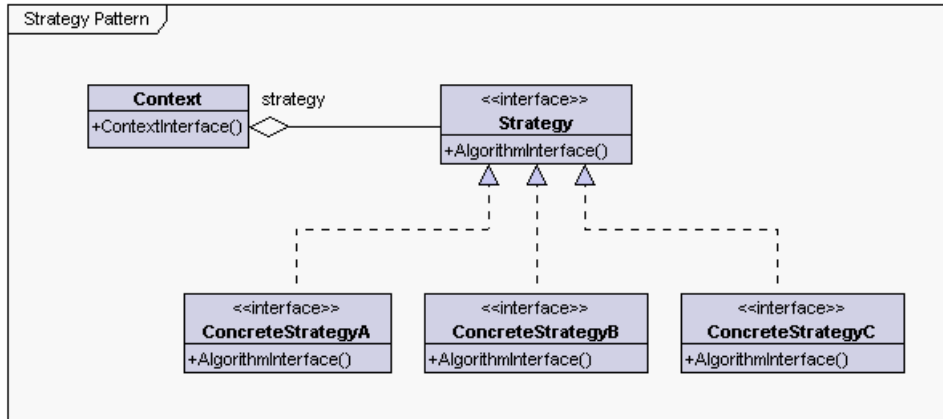 Strategy Pattern
Context
+ContextInterface()
strategy
<<interface>>
Strategy
+AlgorithmInterface()
<<interface>>
ConcreteStrategyA
+AlgorithmInterface()
<<interface>>
ConcreteStrategyB
+AlgorithmInterface()
<<interface>>
ConcreteStrategyC
+AlgorithmInterface()